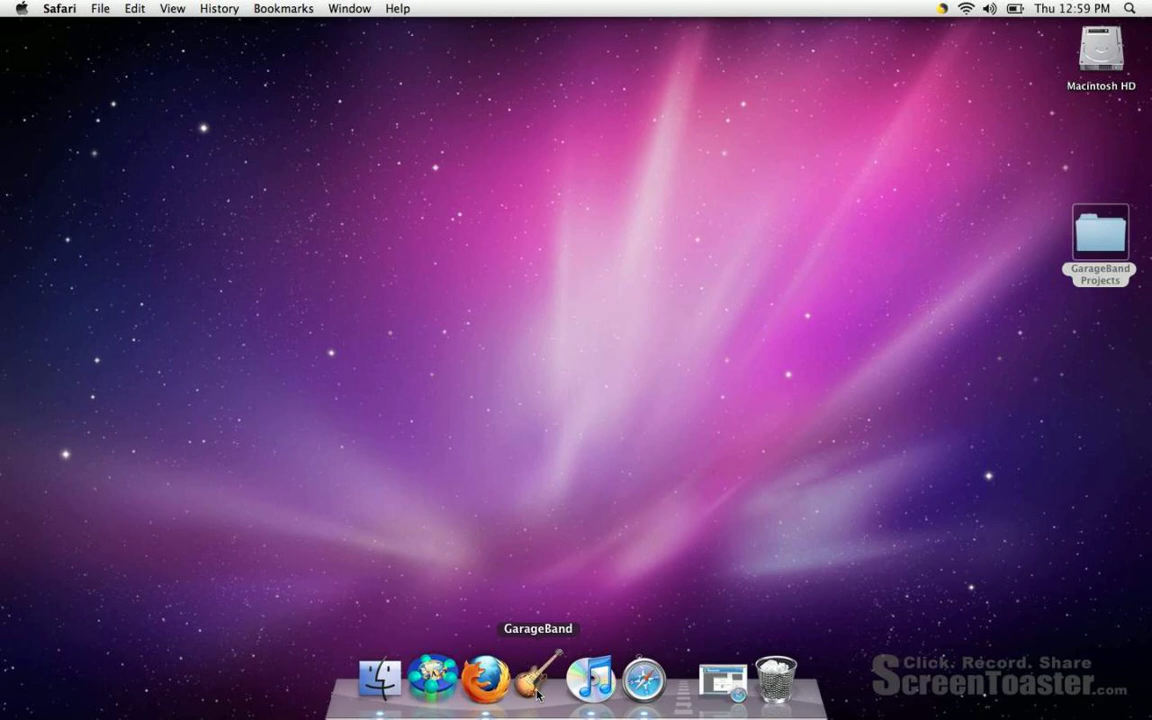 Safari File Edit View History Bookmarks Window Help Thu 12:59 PM
Macintosh HD
GarageBand
Projects
GarageBand
Click. Record. Share
ScreenToaster.com